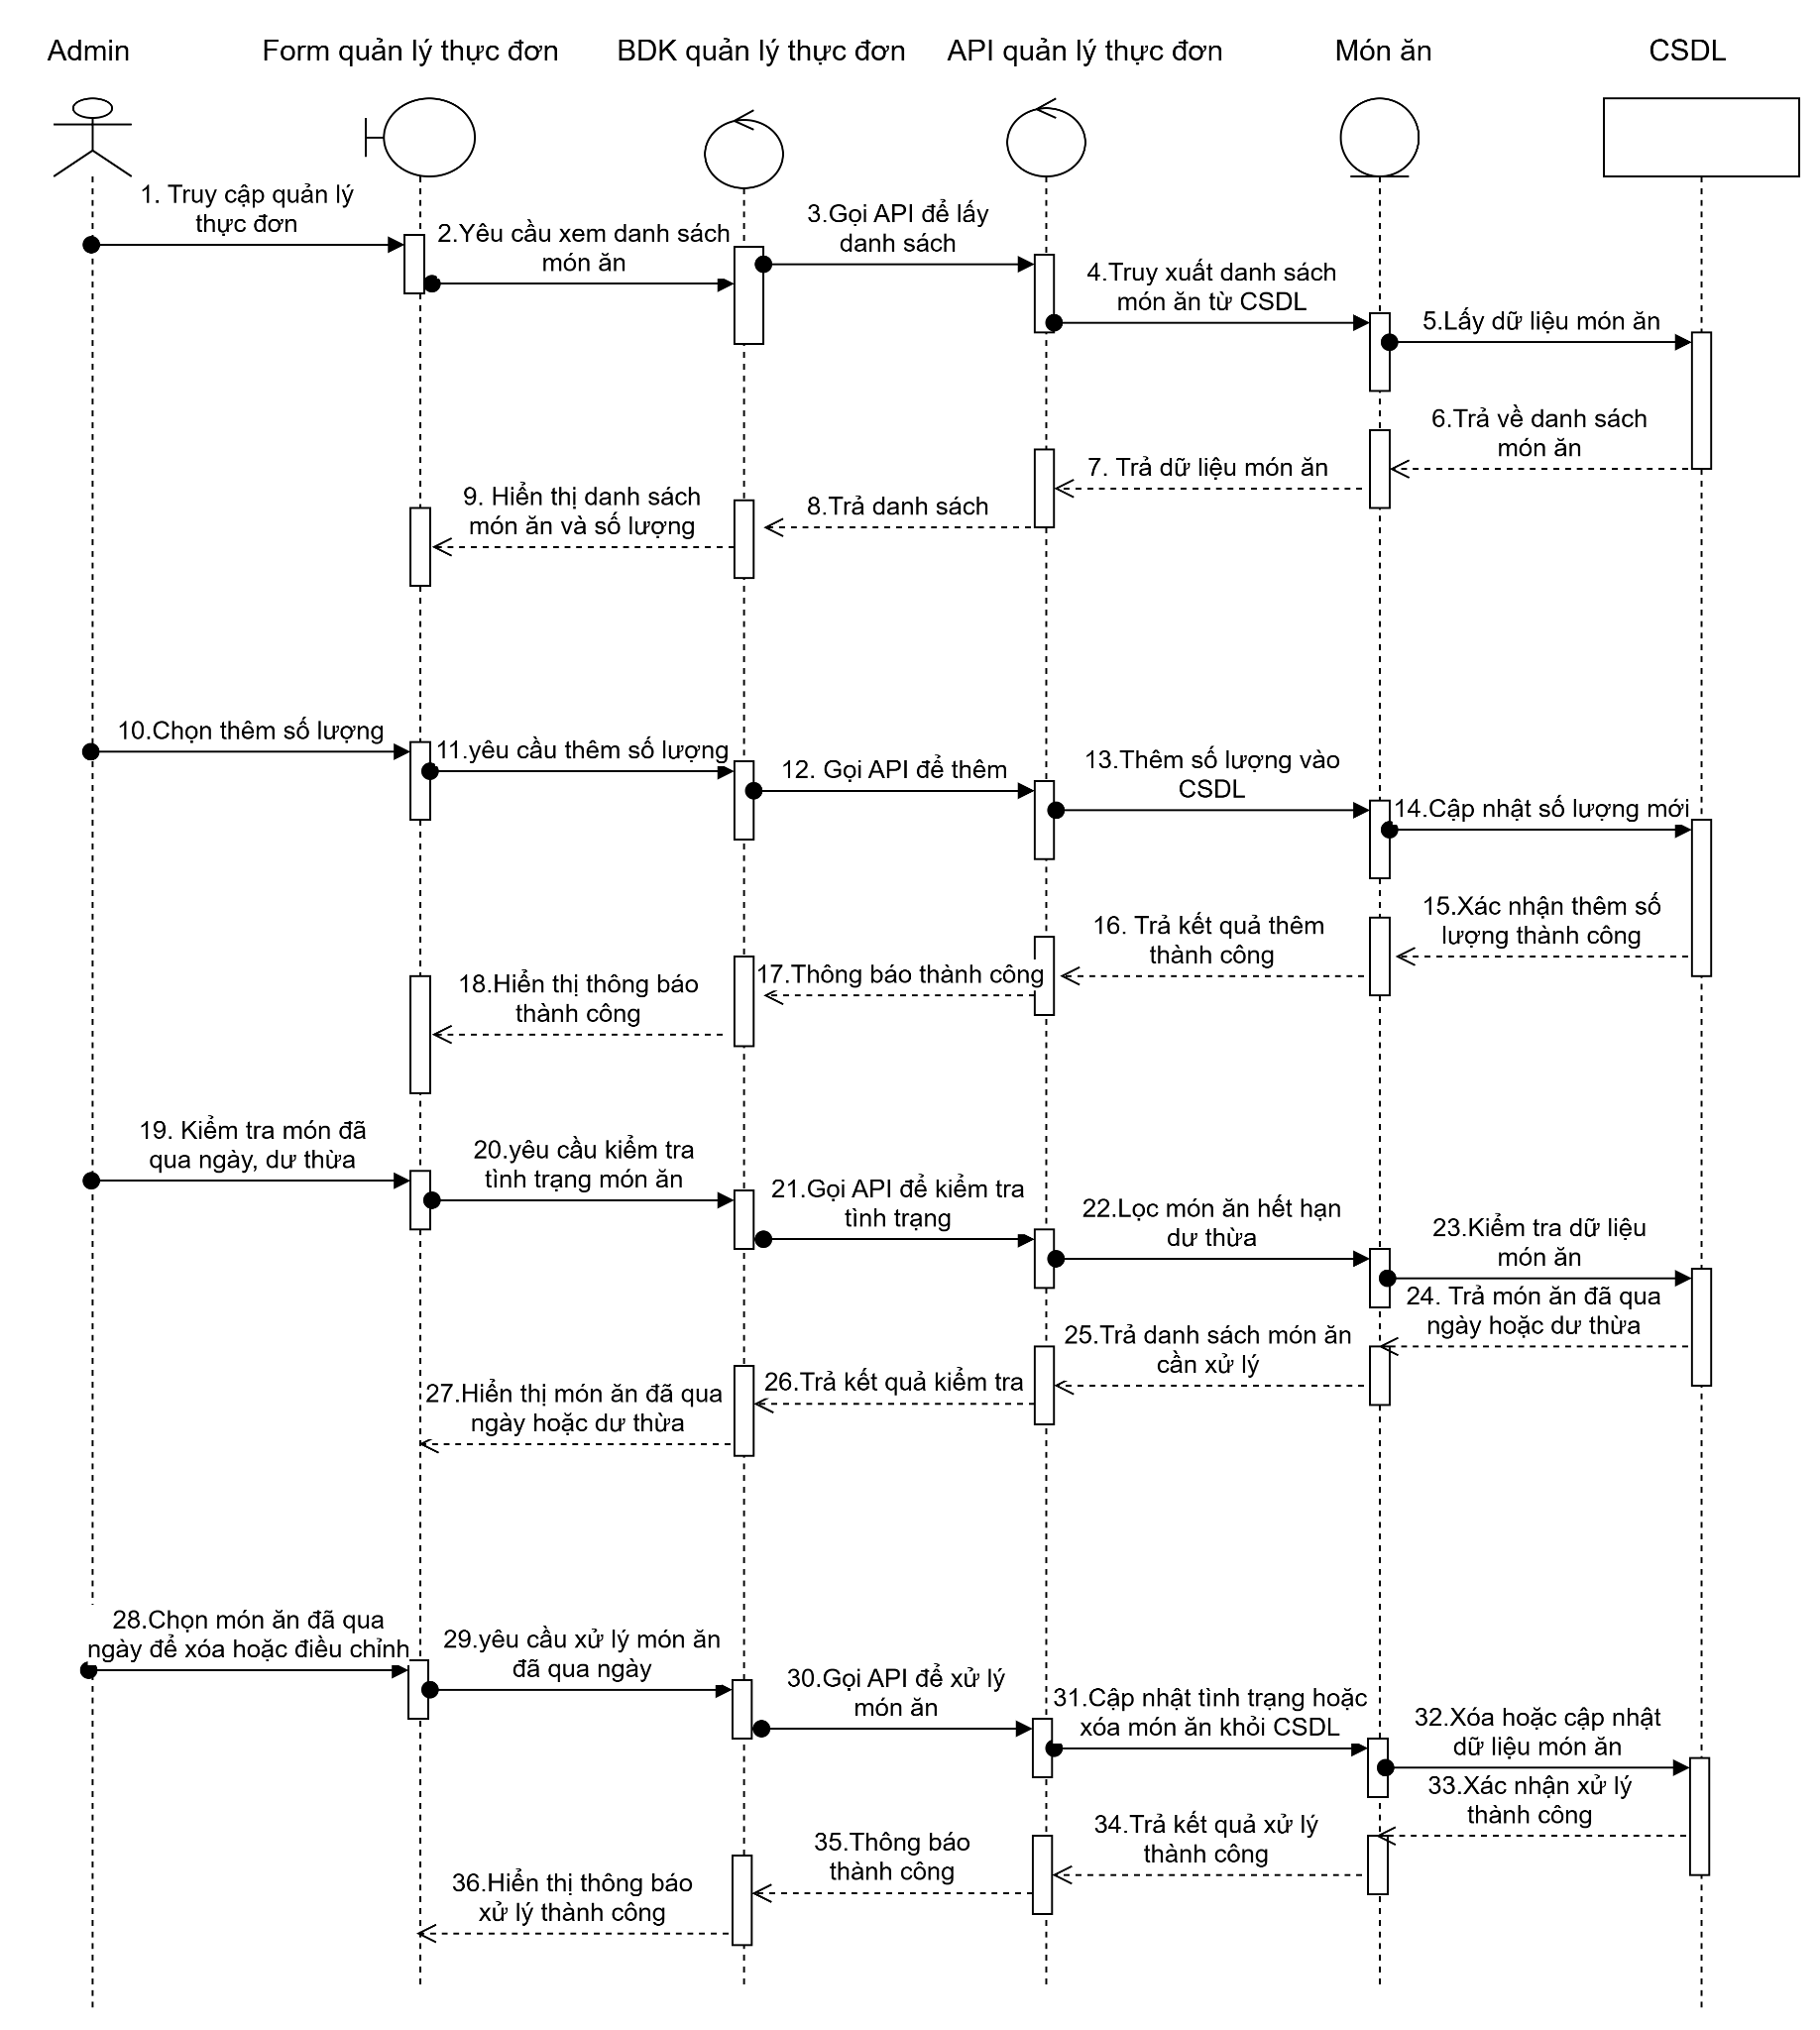 Admin
Form quản lý thực đơn
BDK quản lý thực đơn
API quản lý thực đơn
Món ăn
CSDL
1. Truy cập quản lý
thực đơn
2.Yêu cầu xem danh sách
món ăn
3.Gọi API để lấy
danh sách
4.Truy xuất danh sách
món ăn từ CSDL
5.Lấy dữ liệu món ăn
6.Trả về danh sách
món ăn
7. Trả dữ liệu món ăn
8.Trả danh sách
9. Hiển thị danh sách
món ăn và số lượng
10.Chọn thêm số lượng
11.yêu cầu thêm số lượng
12. Gọi API để thêm
13.Thêm số lượng vào
CSDL
14.Cập nhật số lượng mới
15.Xác nhận thêm số
lượng thành công
16. Trả kết quả thêm
thành công
17.Thông báo thành công
18.Hiển thị thông báo
thành công
19. Kiểm tra món đã
qua ngày, dư thừa
20.yêu cầu kiểm tra
tình trạng món ăn
21.Gọi API để kiểm tra
tình trạng
22.Lọc món ăn hết hạn
dư thừa
23.Kiểm tra dữ liệu
món ăn
24. Trả món ăn đã qua
ngày hoặc dư thừa
25.Trả danh sách món ăn
cần xử lý
26.Trả kết quả kiểm tra
27.Hiển thị món ăn đã qua
ngày hoặc dư thừa
28.Chọn món ăn đã qua
ngày để xóa hoặc điều chỉnh
29.yêu cầu xử lý món ăn
đã qua ngày
30.Gọi API để xử lý
món ăn
31.Cập nhật tình trạng hoặc
xóa món ăn khỏi CSDL
32.Xóa hoặc cập nhật
dữ liệu món ăn
33.Xác nhận xử lý
thành công
34.Trả kết quả xử lý
thành công
35.Thông báo
thành công
36.Hiển thị thông báo
xử lý thành công